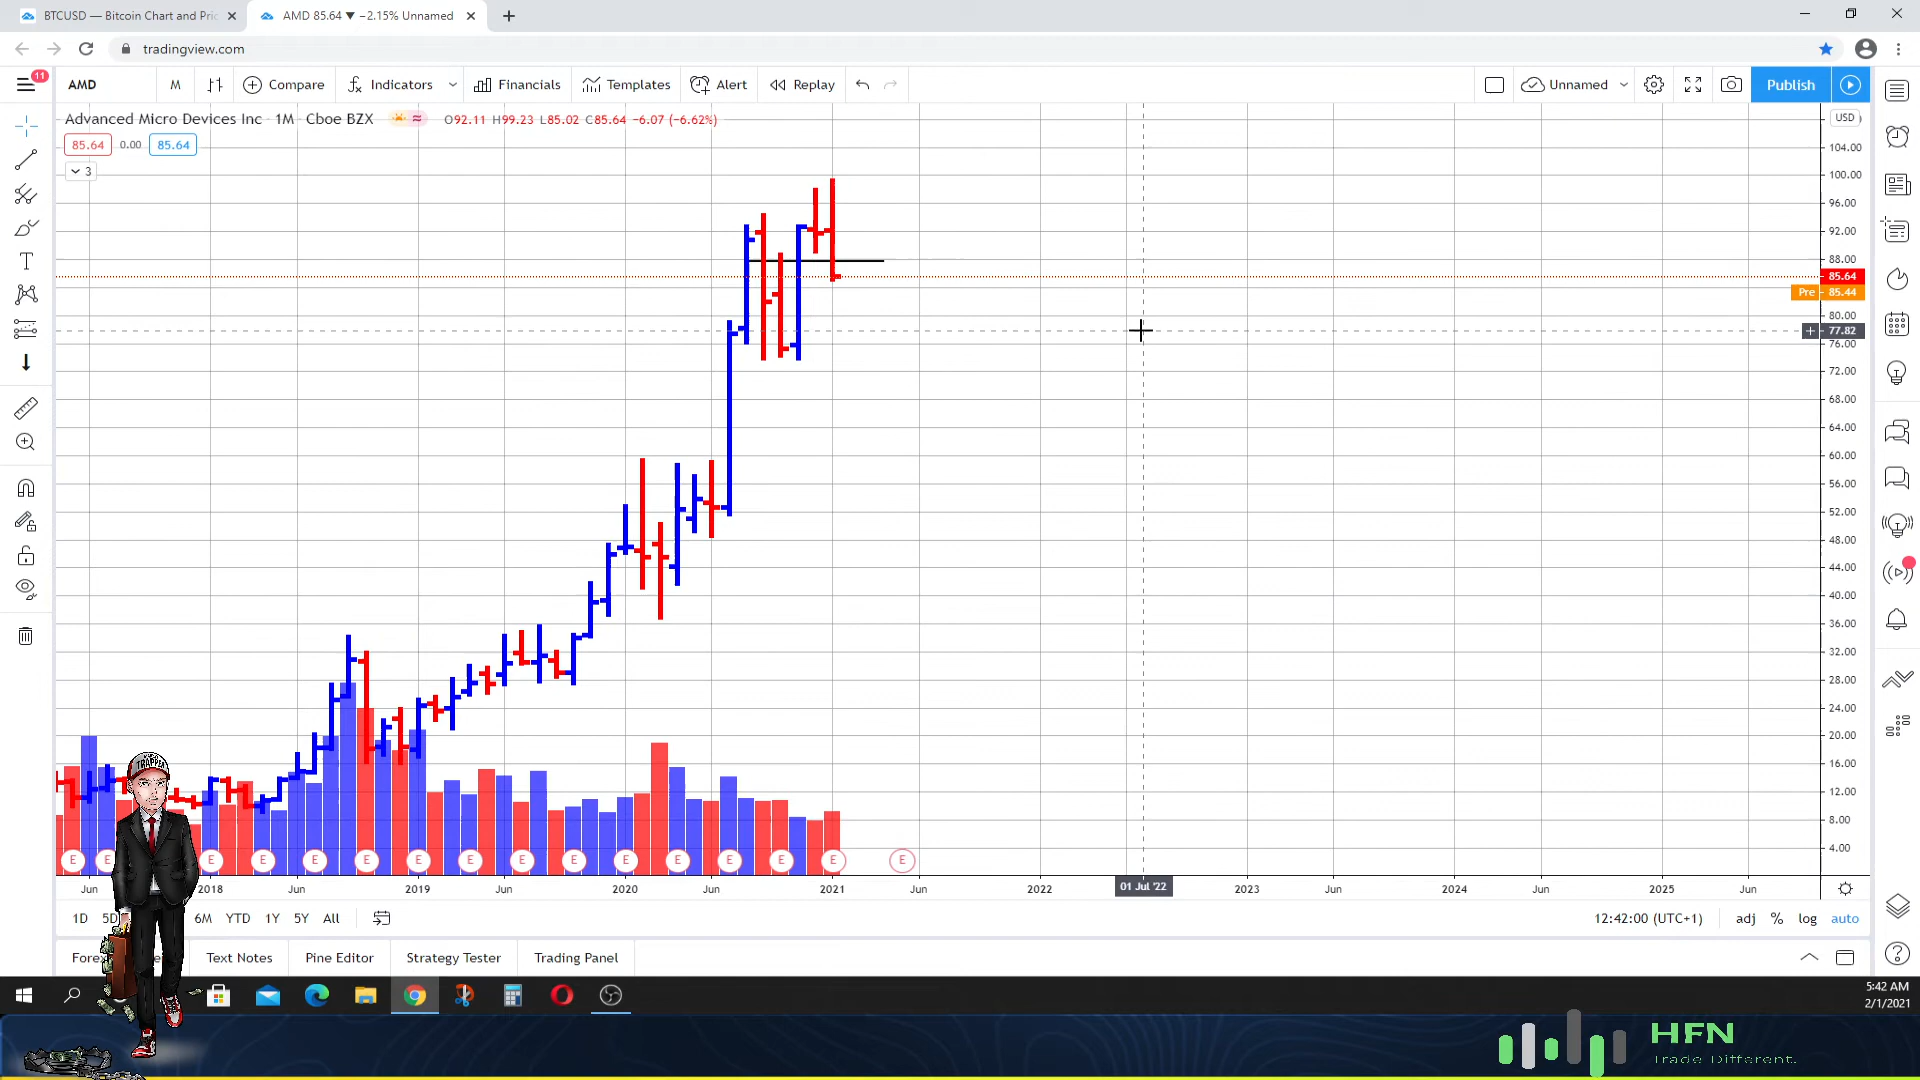 BTCUSD — Bitcoin Chart and Pric
AMD 85.64 ▼ −2.15% Unnamed
tradingview.com
11
AMD M Compare Indicators Financials Templates Alert Replay Unnamed Publish
Advanced Micro Devices Inc · 1M · Cboe BZX O92.11 H99.23 L85.02 C85.64 −6.07 (−6.62%)
USD
85.64 0.00 85.64
3
104.00
100.00
96.00
92.00
88.00
85.64
Pre 85.44
80.00
77.82
76.00
72.00
68.00
64.00
60.00
56.00
52.00
48.00
44.00
40.00
36.00
32.00
28.00
24.00
20.00
16.00
12.00
8.00
4.00
TRAPPER
E E E E E E E E E E E E E E E E E
Jun 2018 Jun 2019 Jun 2020 Jun 2021 Jun 2022 01 Jul '22 2023 Jun 2024 Jun 2025 Jun
1D 5D 6M YTD 1Y 5Y All
12:42:00 (UTC+1) adj % log auto
Text Notes Pine Editor Strategy Tester Trading Panel
5:42 AM
2/1/2021
HFN
Trade Different.